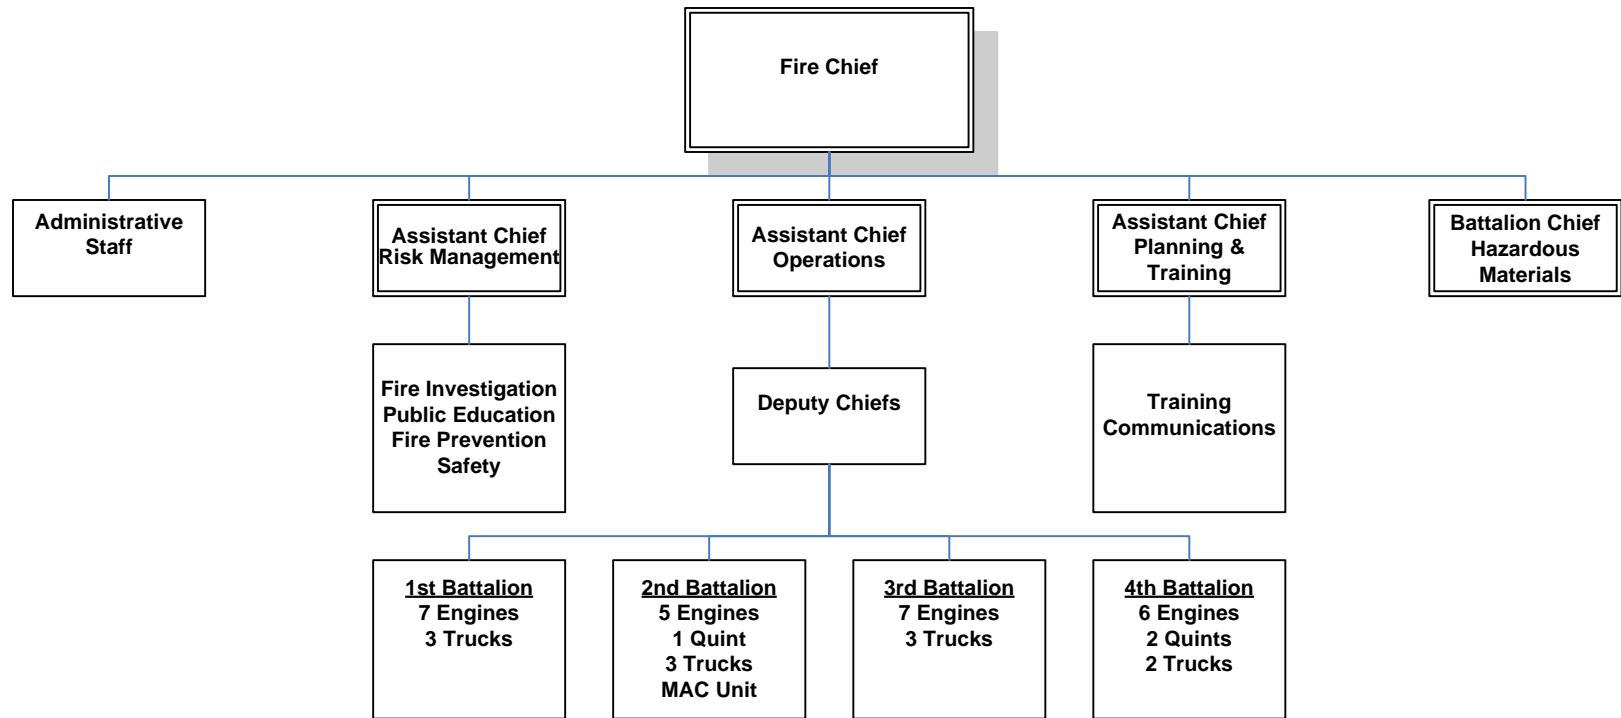 Fire Chief
Administrative
Staff
Assistant Chief
Risk Management
Assistant Chief
Operations
Assistant Chief
Planning &
Training
Battalion Chief
Hazardous
Materials
Fire Investigation
Public Education
Fire Prevention
Safety
Deputy Chiefs
Training
Communications
1st Battalion
7 Engines
3 Trucks
2nd Battalion
5 Engines
1 Quint
3 Trucks
MAC Unit
3rd Battalion
7 Engines
3 Trucks
4th Battalion
6 Engines
2 Quints
2 Trucks